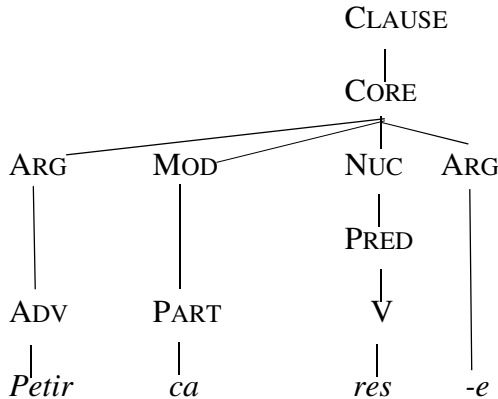 CLAUSE
CORE
ARG MOD NUC ARG
PRED
ADV PART V
Petir ca res -e